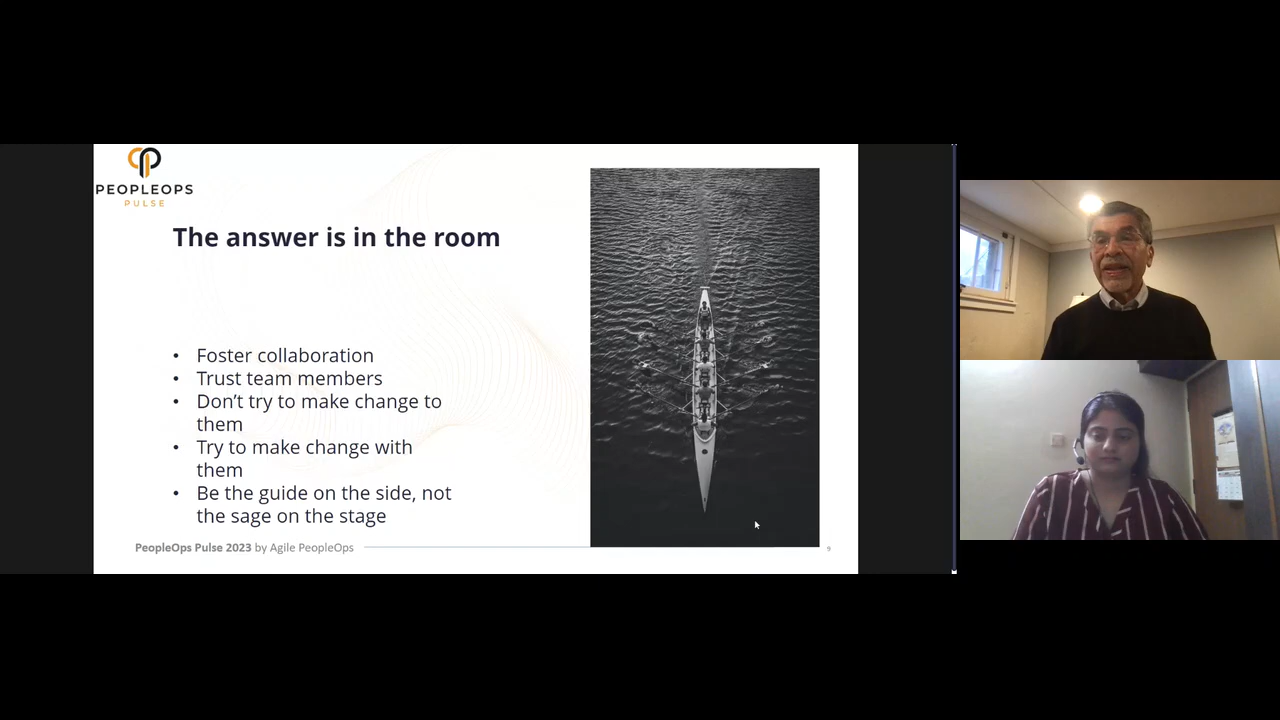 PEOPLEOPS
PULSE
The answer is in the room
• Foster collaboration
• Trust team members
• Don’t try to make change to
them
• Try to make change with
them
• Be the guide on the side, not
the sage on the stage
PeopleOps Pulse 2023 by Agile PeopleOps
9